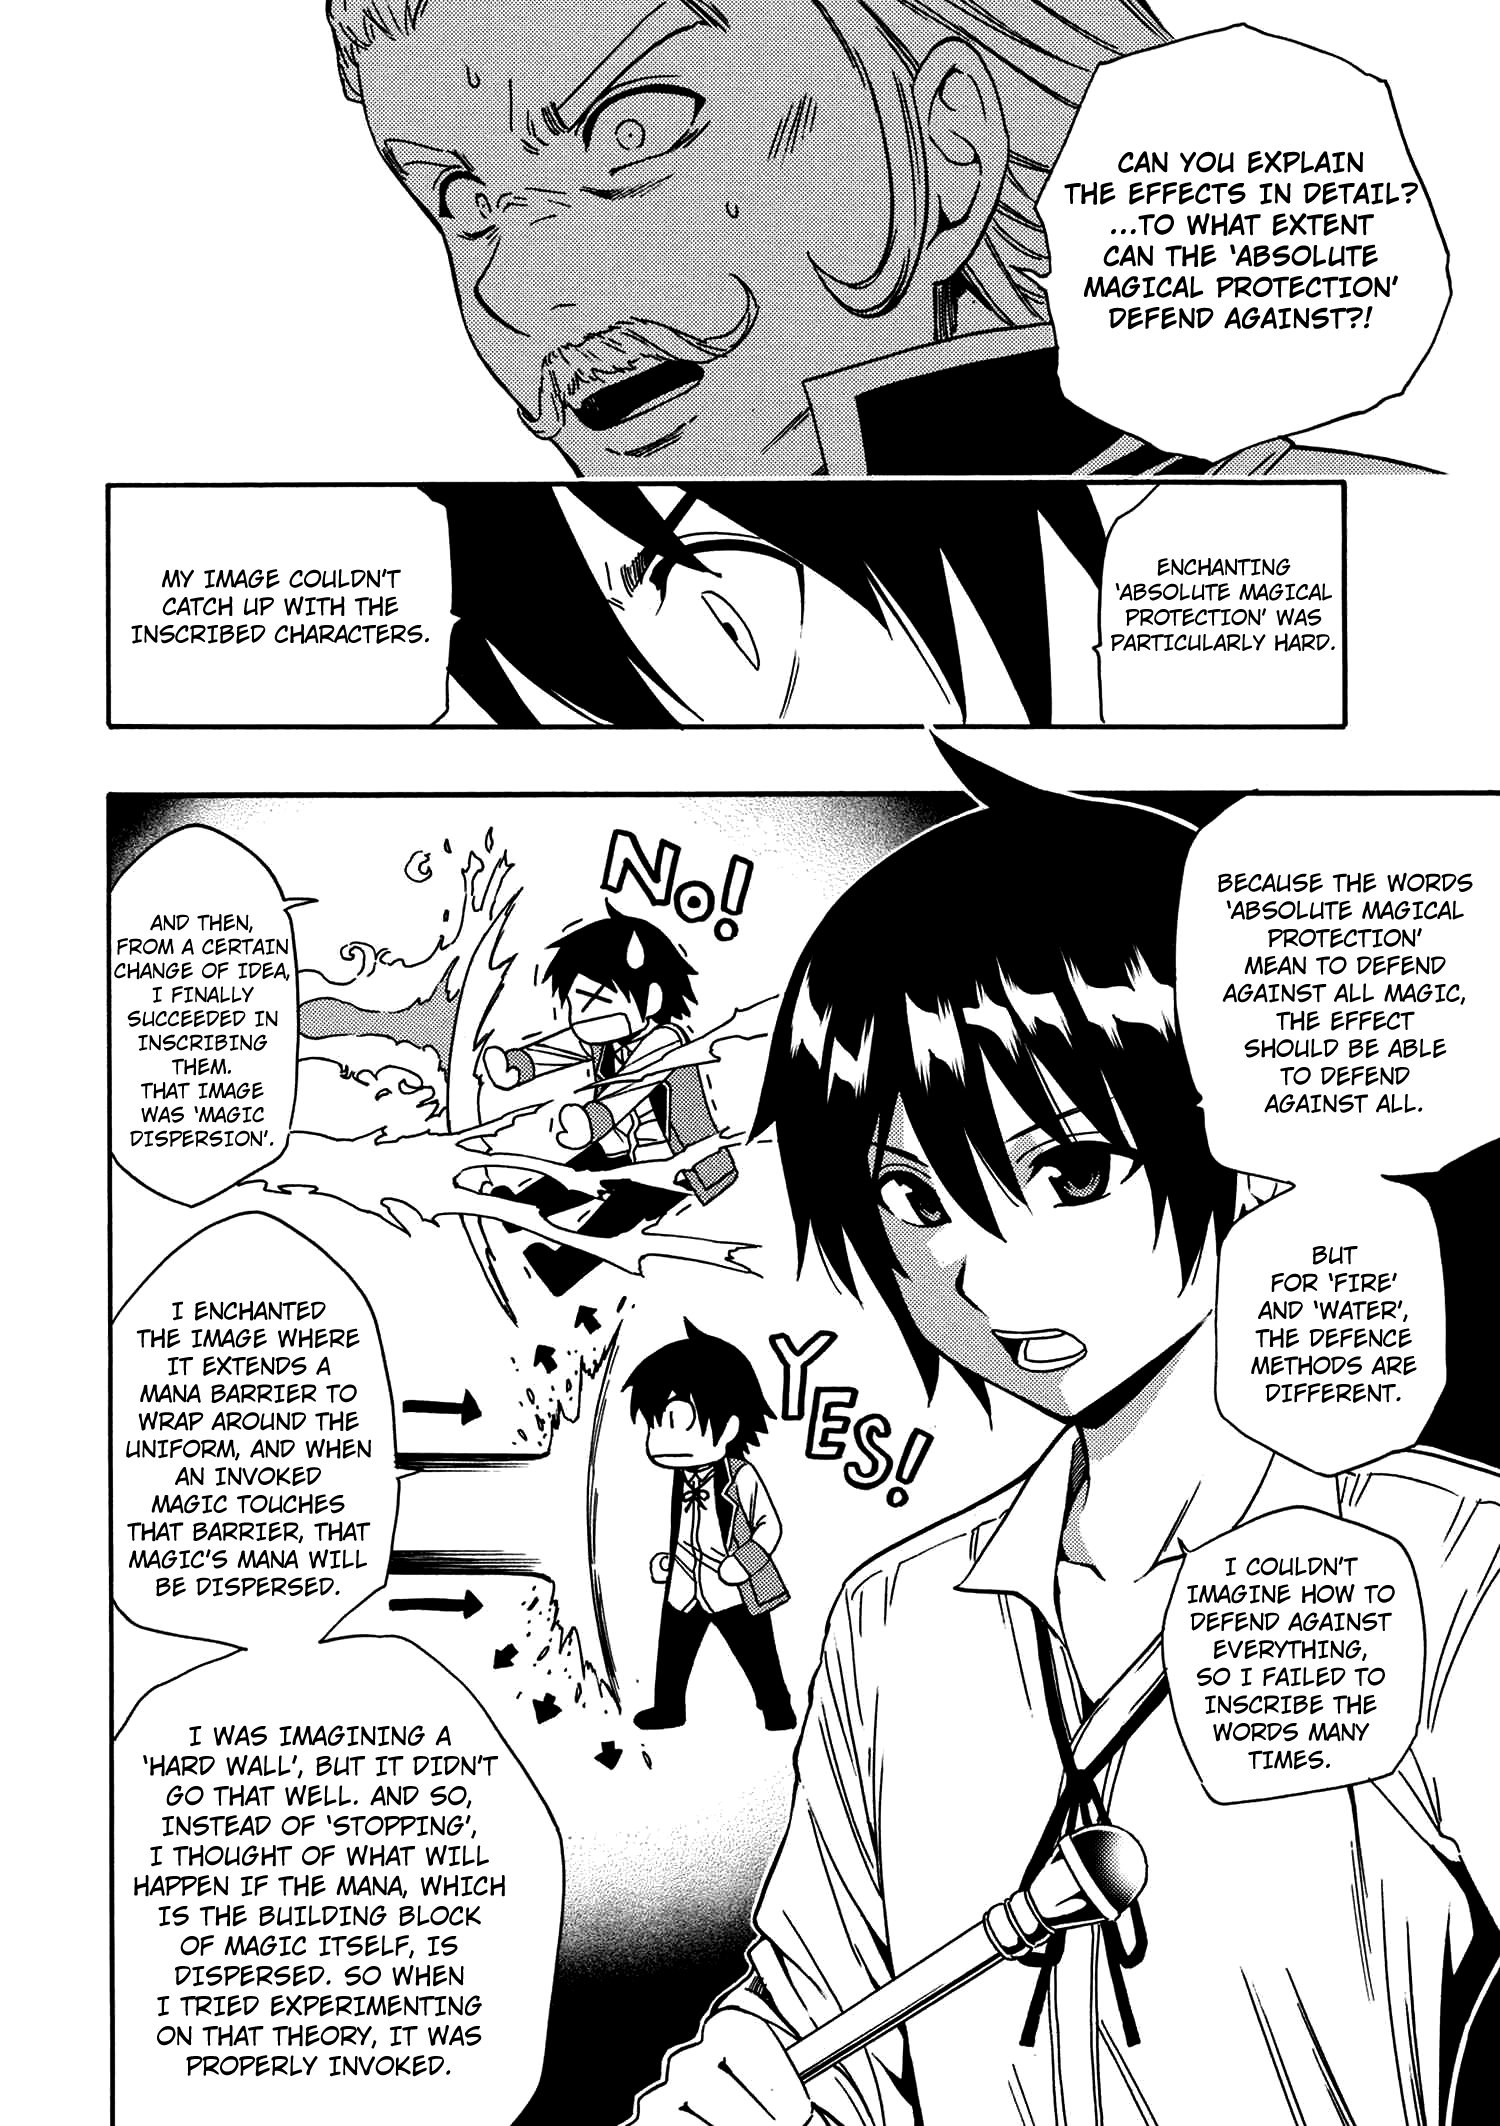 CAN YOU EXPLAIN
THE EFFECTS IN DETAIL?
...TO WHAT EXTENT
CAN THE 'ABSOLUTE
MAGICAL PROTECTION'
DEFEND AGAINST?!
ENCHANTING
'ABSOLUTE MAGICAL
PROTECTION' WAS
PARTICULARLY HARD.
MY IMAGE COULDN'T
CATCH UP WITH THE
INSCRIBED CHARACTERS.
BECAUSE THE WORDS
'ABSOLUTE MAGICAL
PROTECTION'
MEAN TO DEFEND
AGAINST ALL MAGIC,
THE EFFECT
SHOULD BE ABLE
TO DEFEND
AGAINST ALL.
BUT
FOR 'FIRE'
AND 'WATER',
THE DEFENCE
METHODS ARE
DIFFERENT.
I COULDN'T
IMAGINE HOW TO
DEFEND AGAINST
EVERYTHING,
SO I FAILED TO
INSCRIBE THE
WORDS MANY
TIMES.
NO!
YES!
AND THEN,
FROM A CERTAIN
CHANGE OF IDEA,
I FINALLY
SUCCEEDED IN
INSCRIBING
THEM.
THAT IMAGE
WAS 'MAGIC
DISPERSION'.
I ENCHANTED
THE IMAGE WHERE
IT EXTENDS A
MANA BARRIER TO
WRAP AROUND THE
UNIFORM, AND WHEN
AN INVOKED
MAGIC TOUCHES
THAT BARRIER, THAT
MAGIC'S MANA WILL
BE DISPERSED.
I WAS IMAGINING A
'HARD WALL', BUT IT DIDN'T
GO THAT WELL. AND SO,
INSTEAD OF 'STOPPING',
I THOUGHT OF WHAT WILL
HAPPEN IF THE MANA, WHICH
IS THE BUILDING BLOCK
OF MAGIC ITSELF, IS
DISPERSED. SO WHEN
I TRIED EXPERIMENTING
ON THAT THEORY, IT WAS
PROPERLY INVOKED.